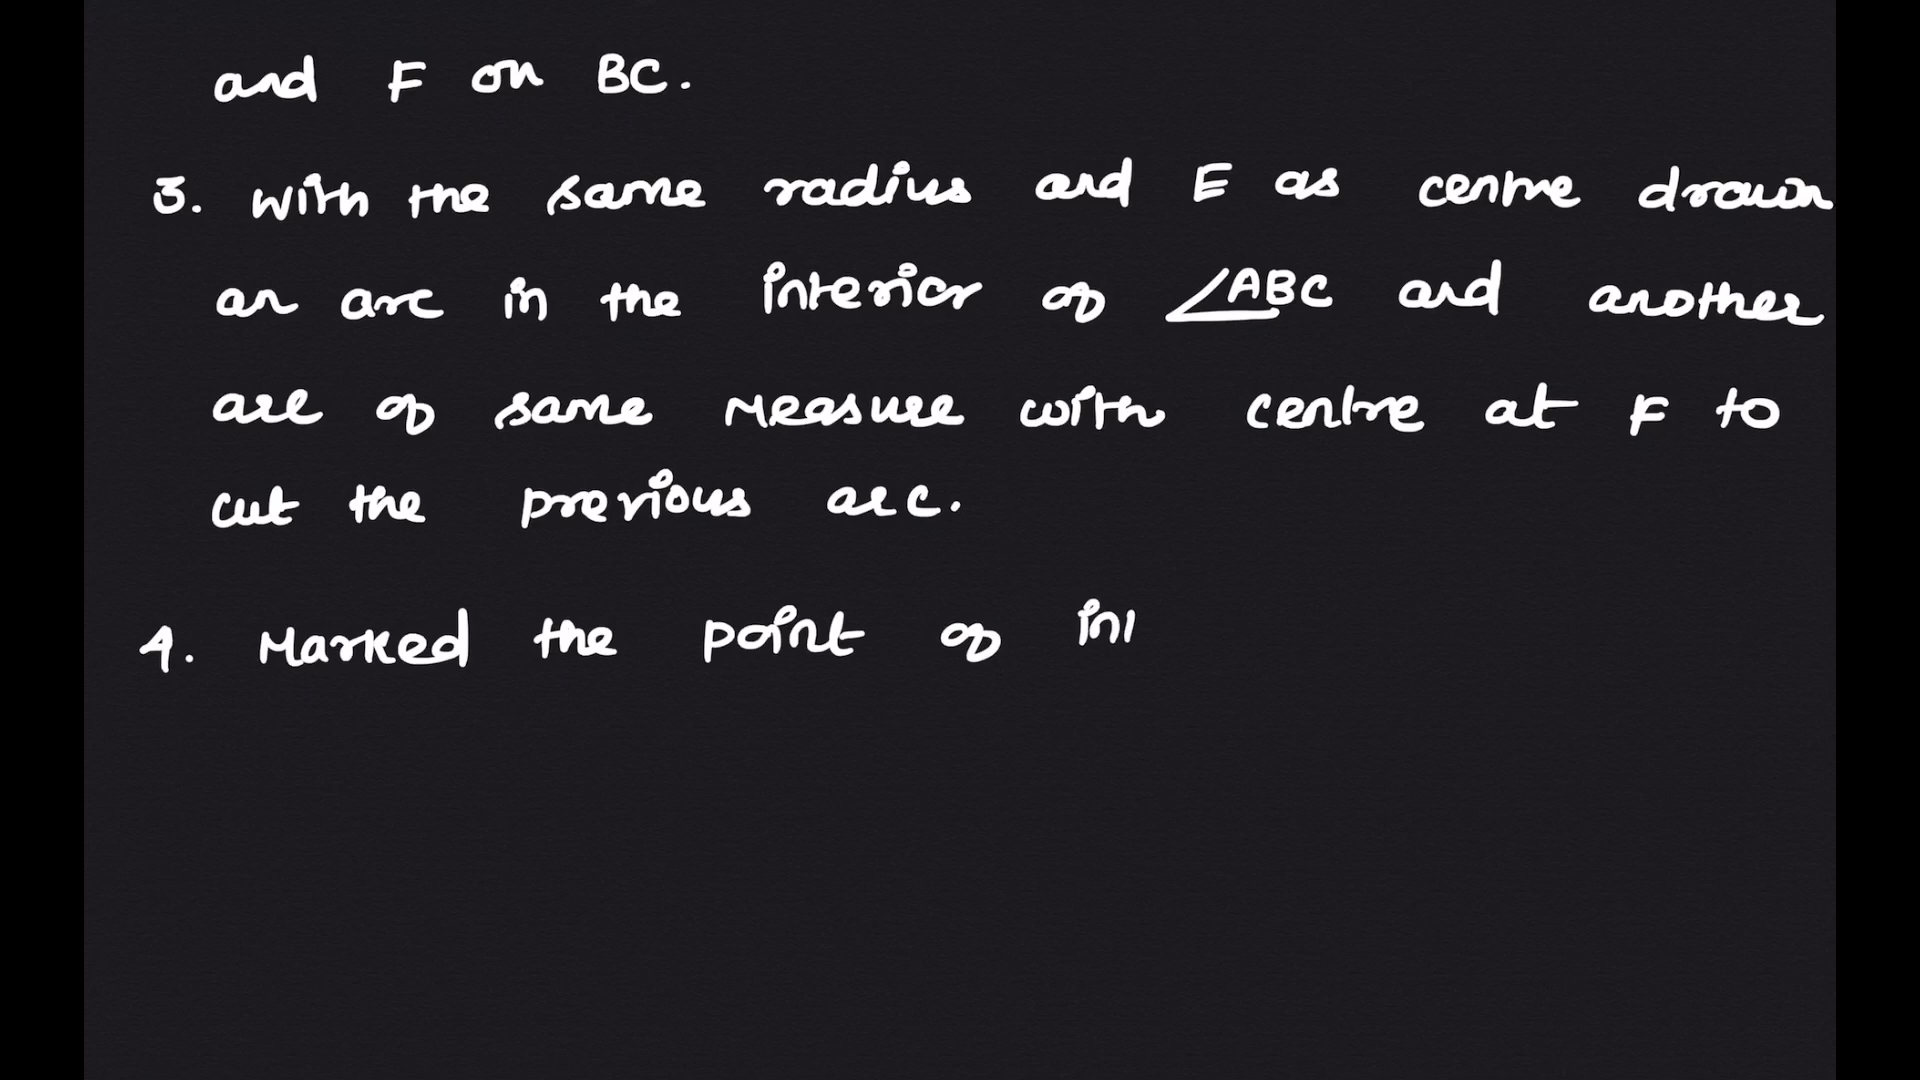 and F on BC.
3. With the same radius and E as centre drawn
an arc in the interior of ∠ABC and another
arc of same measure with centre at F to
cut the previous arc.
4. Marked the point of